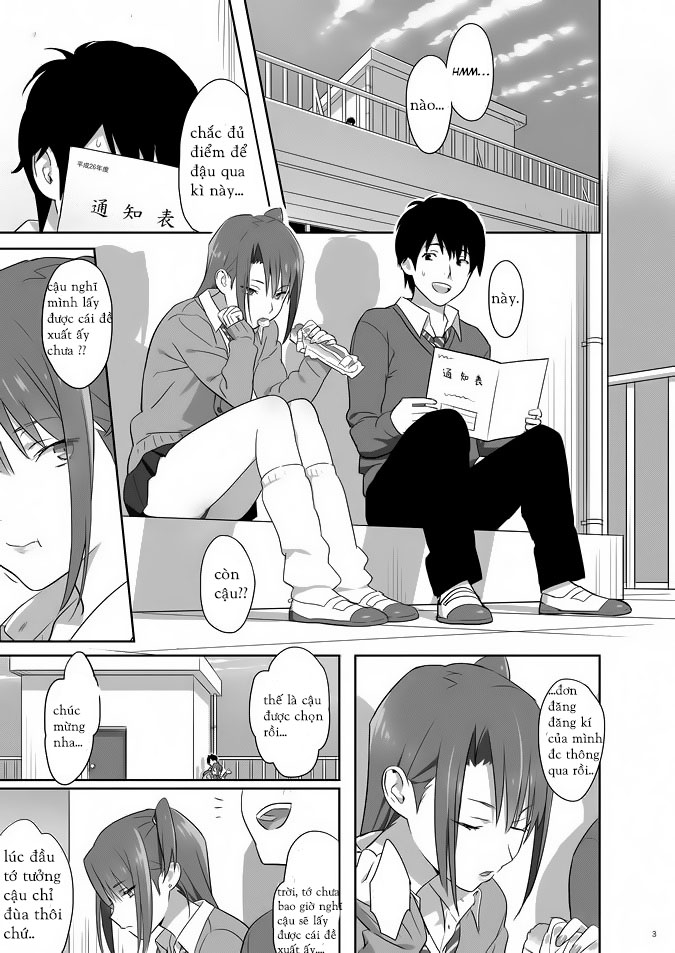 HMM...
nào...
chắc đủ
điểm để
đậu qua
kì này...
平成26年度
通知表
này.
通知表
cậu nghĩ
mình lấy
được cái đề
xuất ấy
chưa ??
còn
cậu??
...đơn
đăng
đăng kí
của mình
đc thông
qua rồi..
thế là cậu
được chọn
rồi...
chúc
mừng
nha...
trời, tớ chưa
bao giờ nghĩ
cậu sẽ lấy
được cái đề
xuất ấy....
lúc đầu
tớ tưởng
cậu chỉ
đùa thôi
chứ..
3